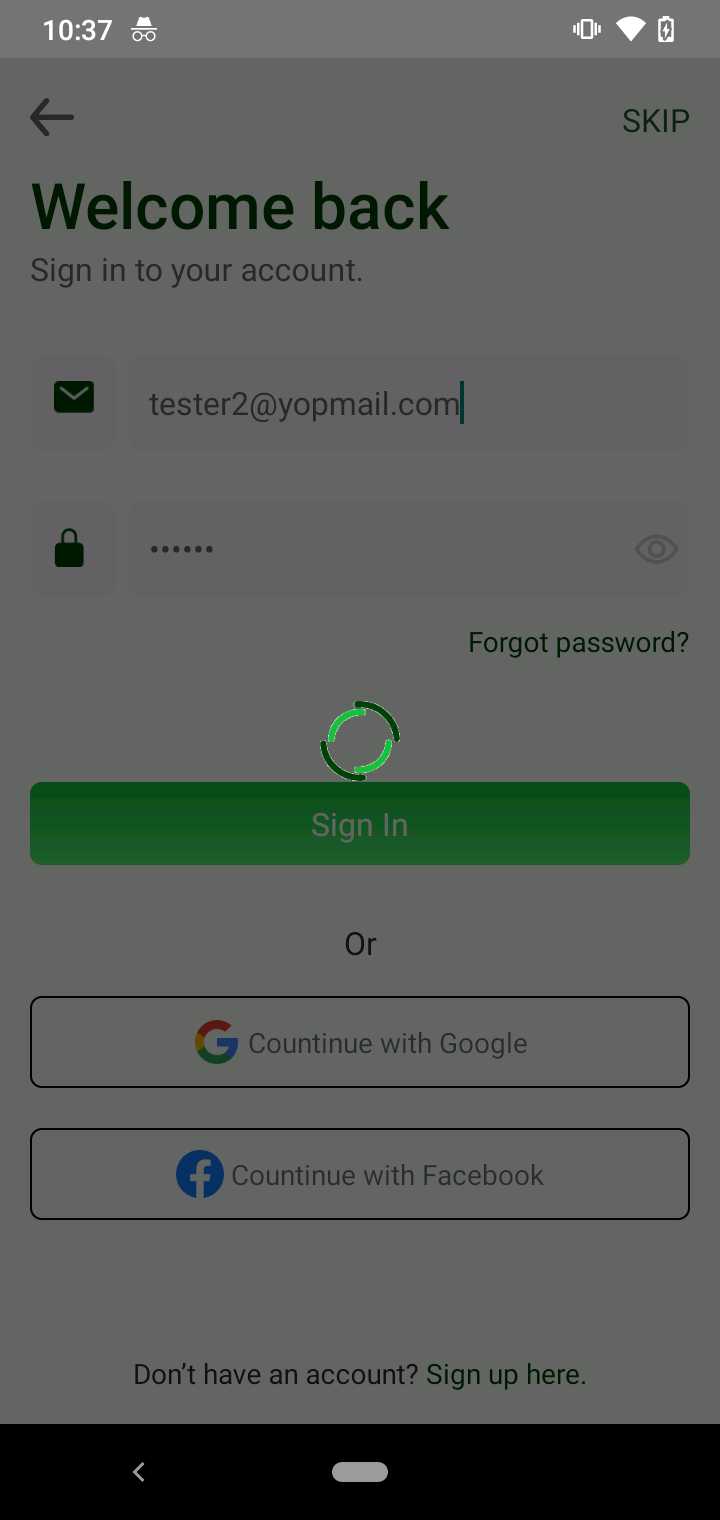 10:37
SKIP
Welcome back
Sign in to your account.
tester2@yopmail.com
••••••
Forgot password?
Sign In
Or
Countinue with Google
Countinue with Facebook
Don’t have an account? Sign up here.